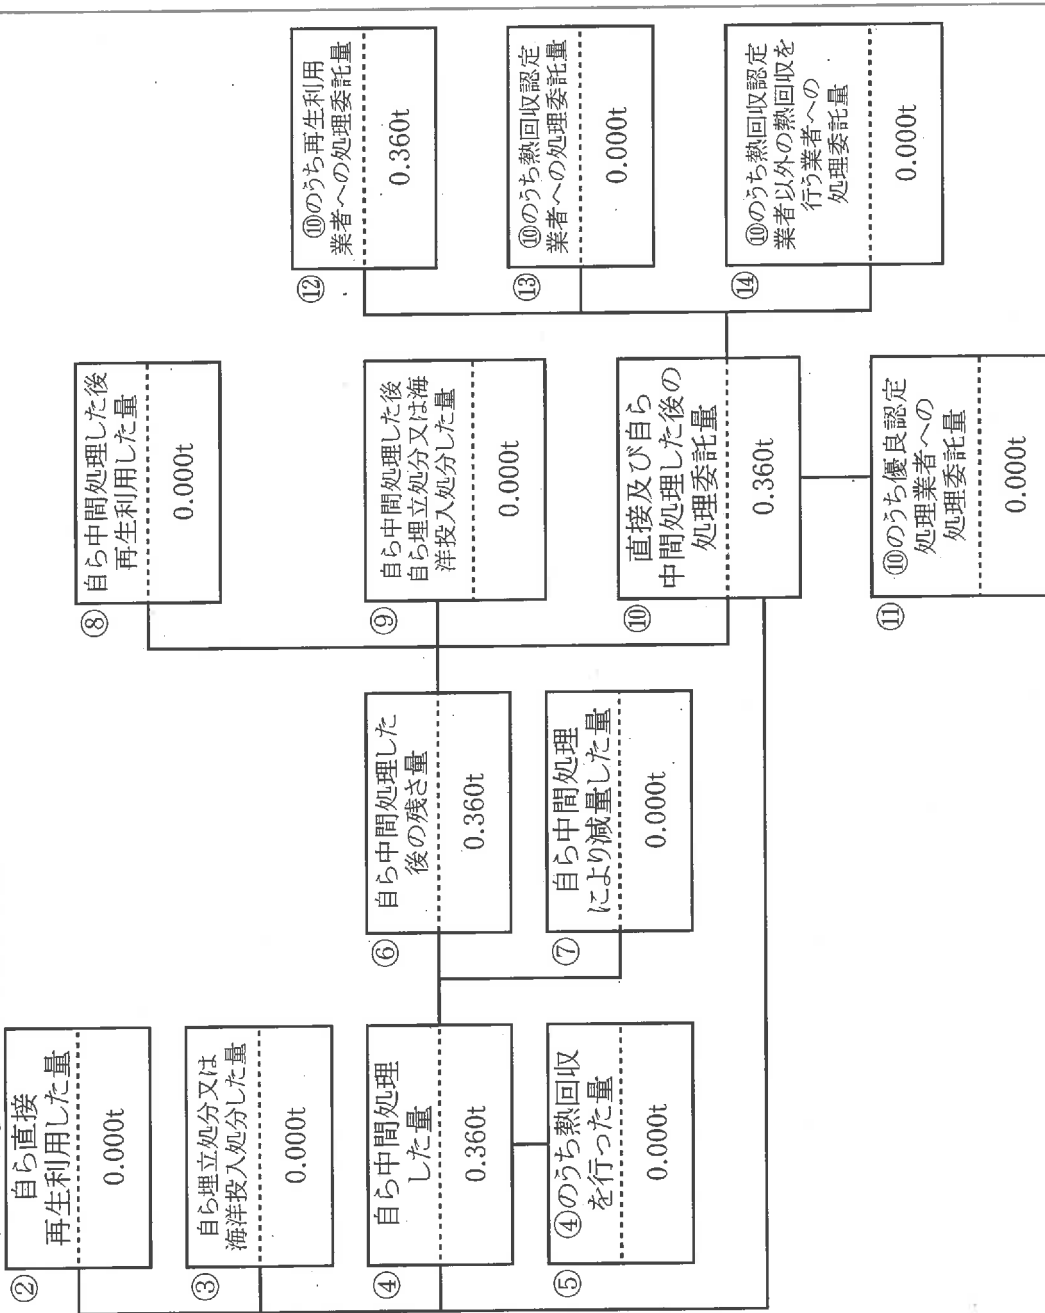 ②
自ら直接
再生利用した量
0.000t
③
自ら埋立処分又は
海洋投入処分した量
0.000t
④
自ら中間処理
した量
0.360t
⑤
④のうち熱回収
を行った量
0.000t
⑥
自ら中間処理した
後の残さ量
0.360t
⑦
自ら中間処理
により減量した量
0.000t
⑧
自ら中間処理した後
再生利用した量
0.000t
⑨
自ら中間処理した後
自ら埋立処分又は海
洋投入処分した量
0.000t
⑩
直接及び自ら
中間処理した後の
処理委託量
0.360t
⑪
⑩のうち優良認定
処理業者への
処理委託量
0.000t
⑫
⑩のうち再生利用
業者への処理委託量
0.360t
⑬
⑩のうち熱回収認定
業者への処理委託量
0.000t
⑭
⑩のうち熱回収認定
業者以外の熱回収を
行う業者への
処理委託量
0.000t